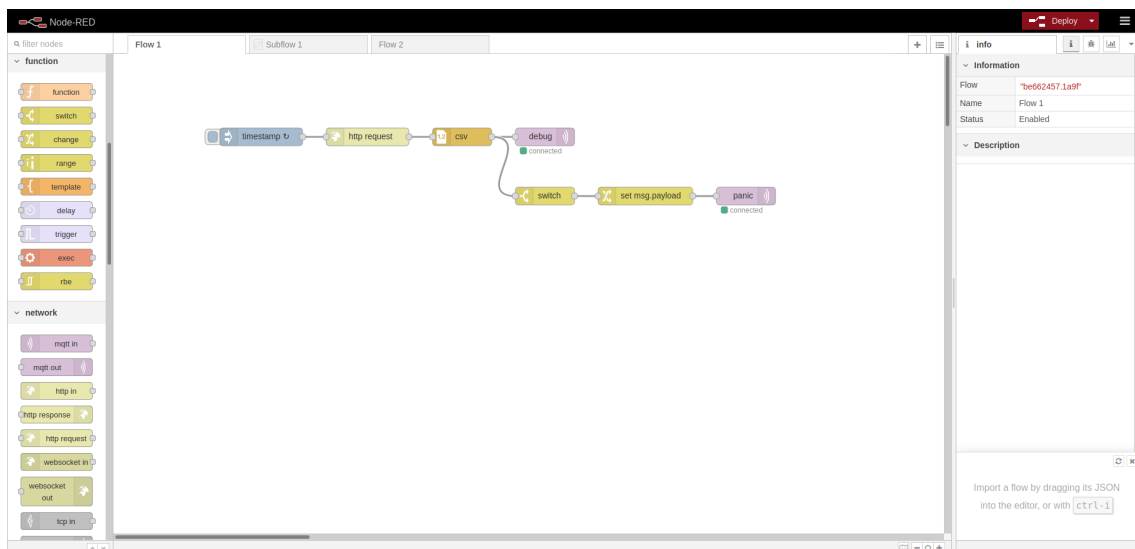 Node-RED
Deploy
filter nodes
Flow 1
Subflow 1
Flow 2
info
function
function
switch
change
range
template
delay
trigger
exec
rbe
network
mqtt in
mqtt out
http in
http response
http request
websocket in
websocket
out
tcp in
timestamp ↻
http request
1,2
csv
debug
connected
switch
set msg.payload
panic
connected
Information
Flow
"be662457.1a9f"
Name
Flow 1
Status
Enabled
Description
Import a flow by dragging its JSON
into the editor, or with ctrl-i